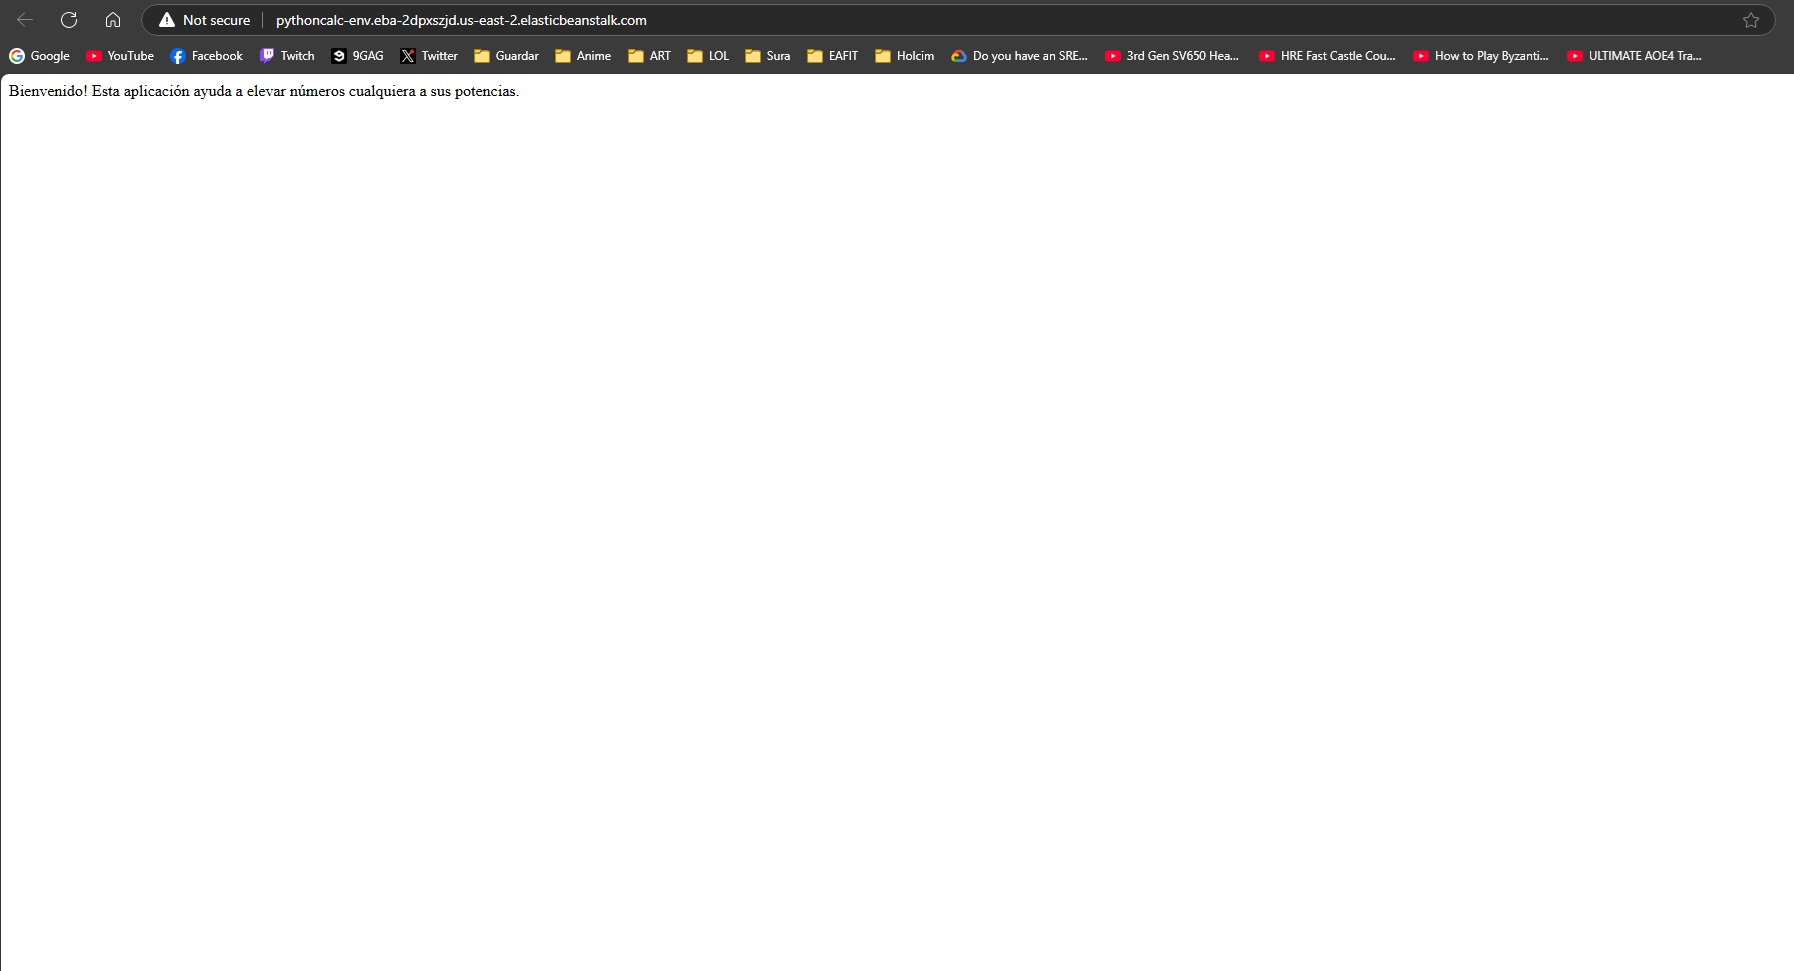 Not secure pythoncalc-env.eba-2dpxszjd.us-east-2.elasticbeanstalk.com
Google YouTube Facebook Twitch 9GAG Twitter Guardar Anime ART LOL Sura EAFIT Holcim Do you have an SRE... 3rd Gen SV650 Hea... HRE Fast Castle Cou... How to Play Byzanti... ULTIMATE AOE4 Tra...
Bienvenido! Esta aplicación ayuda a elevar números cualquiera a sus potencias.